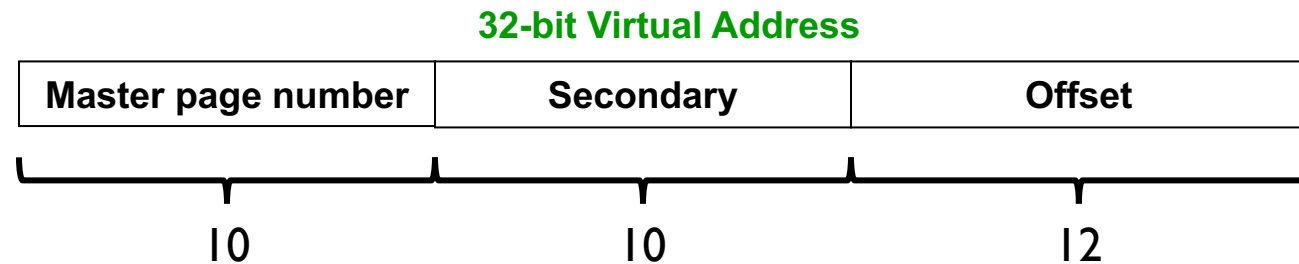 32-bit Virtual Address
Master page number Secondary Offset
10 10 12